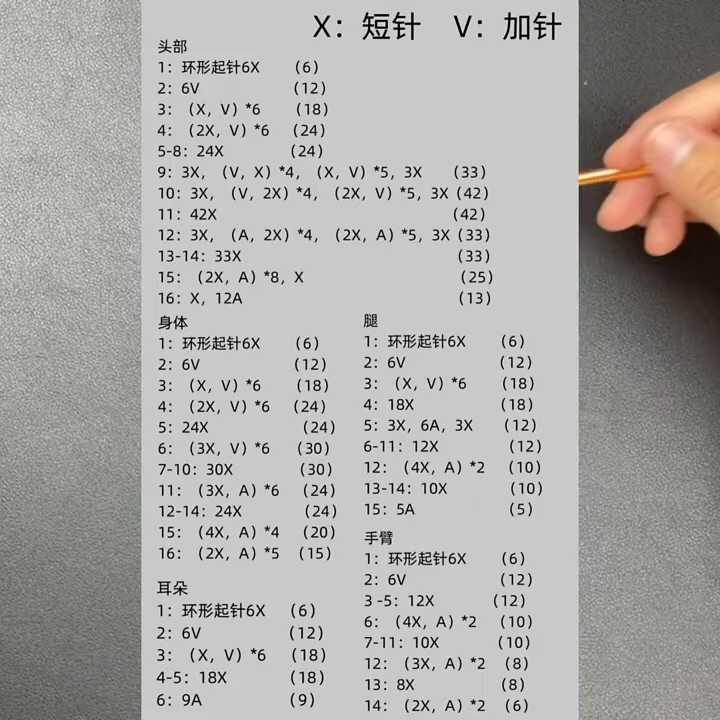 X：短针 V：加针
头部
1：环形起针6X （6）
2：6V （12）
3：（X，V）*6 （18）
4：（2X，V）*6 （24）
5-8：24X （24）
9：3X，（V，X）*4，（X，V）*5，3X （33）
10：3X，（V，2X）*4，（2X，V）*5，3X（42）
11：42X （42）
12：3X，（A，2X）*4，（2X，A）*5，3X（33）
13-14：33X （33）
15：（2X，A）*8，X （25）
16：X，12A （13）
身体
1：环形起针6X （6）
2：6V （12）
3：（X，V）*6 （18）
4：（2X，V）*6 （24）
5：24X （24）
6：（3X，V）*6 （30）
7-10：30X （30）
11：（3X，A）*6 （24）
12-14：24X （24）
15：（4X，A）*4 （20）
16：（2X，A）*5 （15）
耳朵
1：环形起针6X （6）
2：6V （12）
3：（X，V）*6 （18）
4-5：18X （18）
6：9A （9）
腿
1：环形起针6X （6）
2：6V （12）
3：（X，V）*6 （18）
4：18X （18）
5：3X，6A，3X （12）
6-11：12X （12）
12：（4X，A）*2 （10）
13-14：10X （10）
15：5A （5）
手臂
1：环形起针6X （6）
2：6V （12）
3 -5：12X （12）
6：（4X，A）*2 （10）
7-11：10X （10）
12：（3X，A）*2 （8）
13：8X （8）
14：（2X，A）*2 （6）